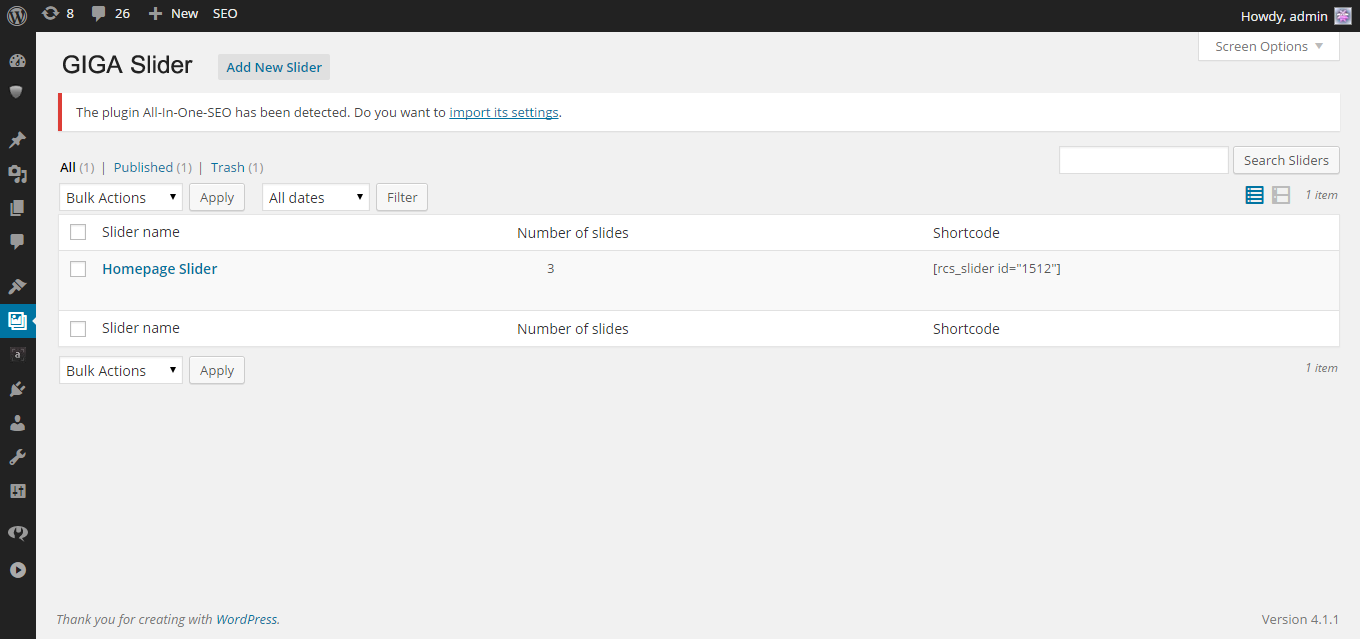 8 26 New SEO Howdy, admin
Screen Options
GIGA Slider Add New Slider
The plugin All-In-One-SEO has been detected. Do you want to import its settings.
All (1) | Published (1) | Trash (1) Search Sliders
Bulk Actions Apply All dates Filter 1 item
Slider name Number of slides Shortcode
Homepage Slider 3 [rcs_slider id="1512"]
Slider name Number of slides Shortcode
Bulk Actions Apply 1 item
a
Thank you for creating with WordPress. Version 4.1.1